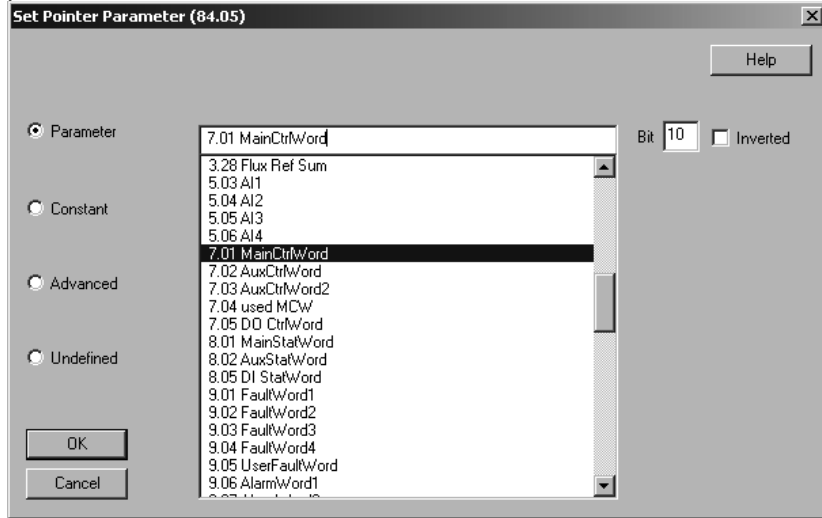 Set Pointer Parameter (84.05)
Help
Parameter
7.01 MainCtrlWord
Bit 10 Inverted
3.28 Flux Ref Sum
5.03 AI1
5.04 AI2
5.05 AI3
5.06 AI4
7.01 MainCtrlWord
7.02 AuxCtrlWord
7.03 AuxCtrlWord2
7.04 used MCW
7.05 DO CtrlWord
8.01 MainStatWord
8.02 AuxStatWord
8.05 DI StatWord
9.01 FaultWord1
9.02 FaultWord2
9.03 FaultWord3
9.04 FaultWord4
9.05 UserFaultWord
9.06 AlarmWord1
Constant
Advanced
Undefined
OK
Cancel